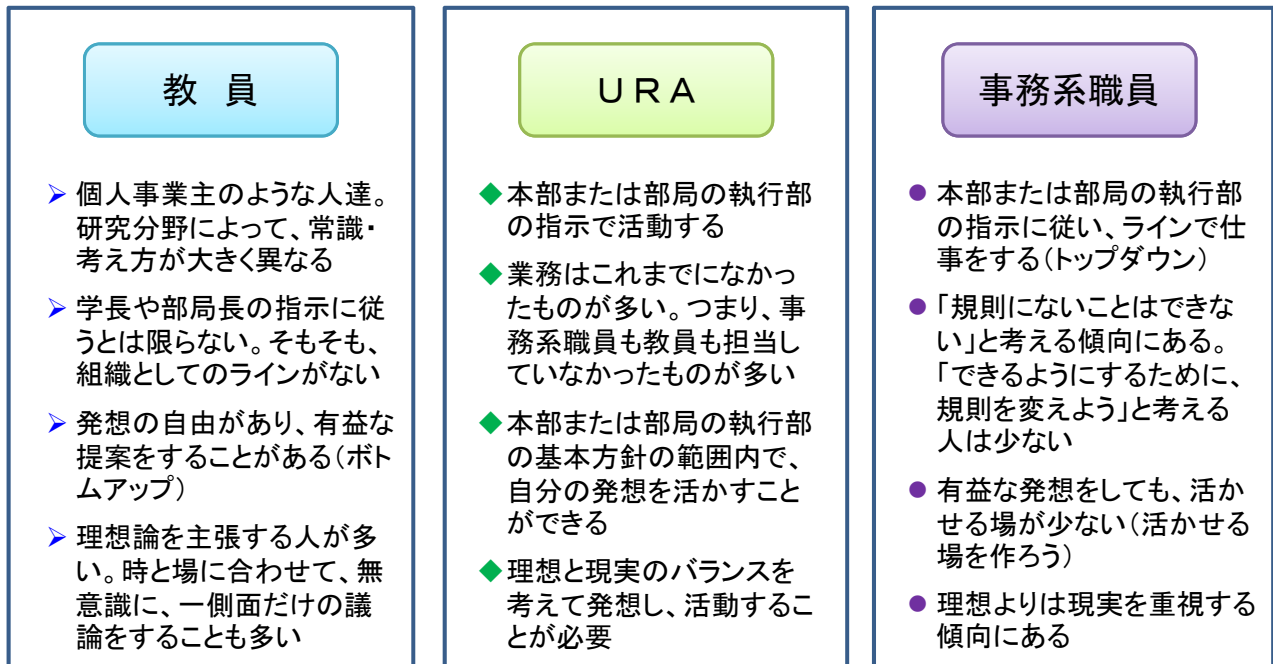 教 員
➢ 個人事業主のような人達。
研究分野によって、常識・
考え方が大きく異なる
➢ 学長や部局長の指示に従
うとは限らない。そもそも、
組織としてのラインがない
➢ 発想の自由があり、有益な
提案をすることがある(ボト
ムアップ)
➢ 理想論を主張する人が多
い。時と場に合わせて、無
意識に、一側面だけの議
論をすることも多い
URA
◆本部または部局の執行部
の指示で活動する
◆業務はこれまでになかっ
たものが多い。つまり、事
務系職員も教員も担当し
ていなかったものが多い
◆本部または部局の執行部
の基本方針の範囲内で、
自分の発想を活かすこと
ができる
◆理想と現実のバランスを
考えて発想し、活動するこ
とが必要
事務系職員
● 本部または部局の執行部
の指示に従い、ラインで仕
事をする(トップダウン)
● 「規則にないことはできな
い」と考える傾向にある。
「できるようにするために、
規則を変えよう」と考える
人は少ない
● 有益な発想をしても、活か
せる場が少ない(活かせる
場を作ろう)
● 理想よりは現実を重視する
傾向にある